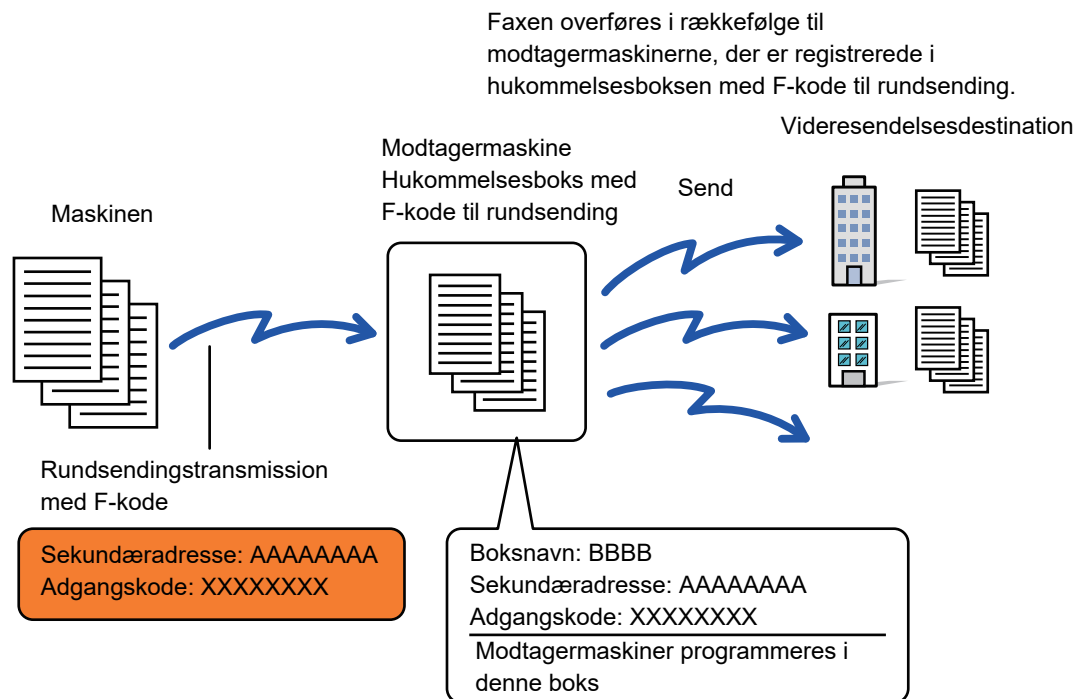 Faxen overføres i rækkefølge til
modtagermaskinerne, der er registrerede i
hukommelsesboksen med F-kode til rundsending.
Videresendelsesdestination
Modtagermaskine
Hukommelsesboks med
F-kode til rundsending
Send
Maskinen
Rundsendingstransmission
med F-kode
Sekundæradresse: AAAAAAAA
Adgangskode: XXXXXXXX
Boksnavn: BBBB
Sekundæradresse: AAAAAAAA
Adgangskode: XXXXXXXX
Modtagermaskiner programmeres i
denne boks